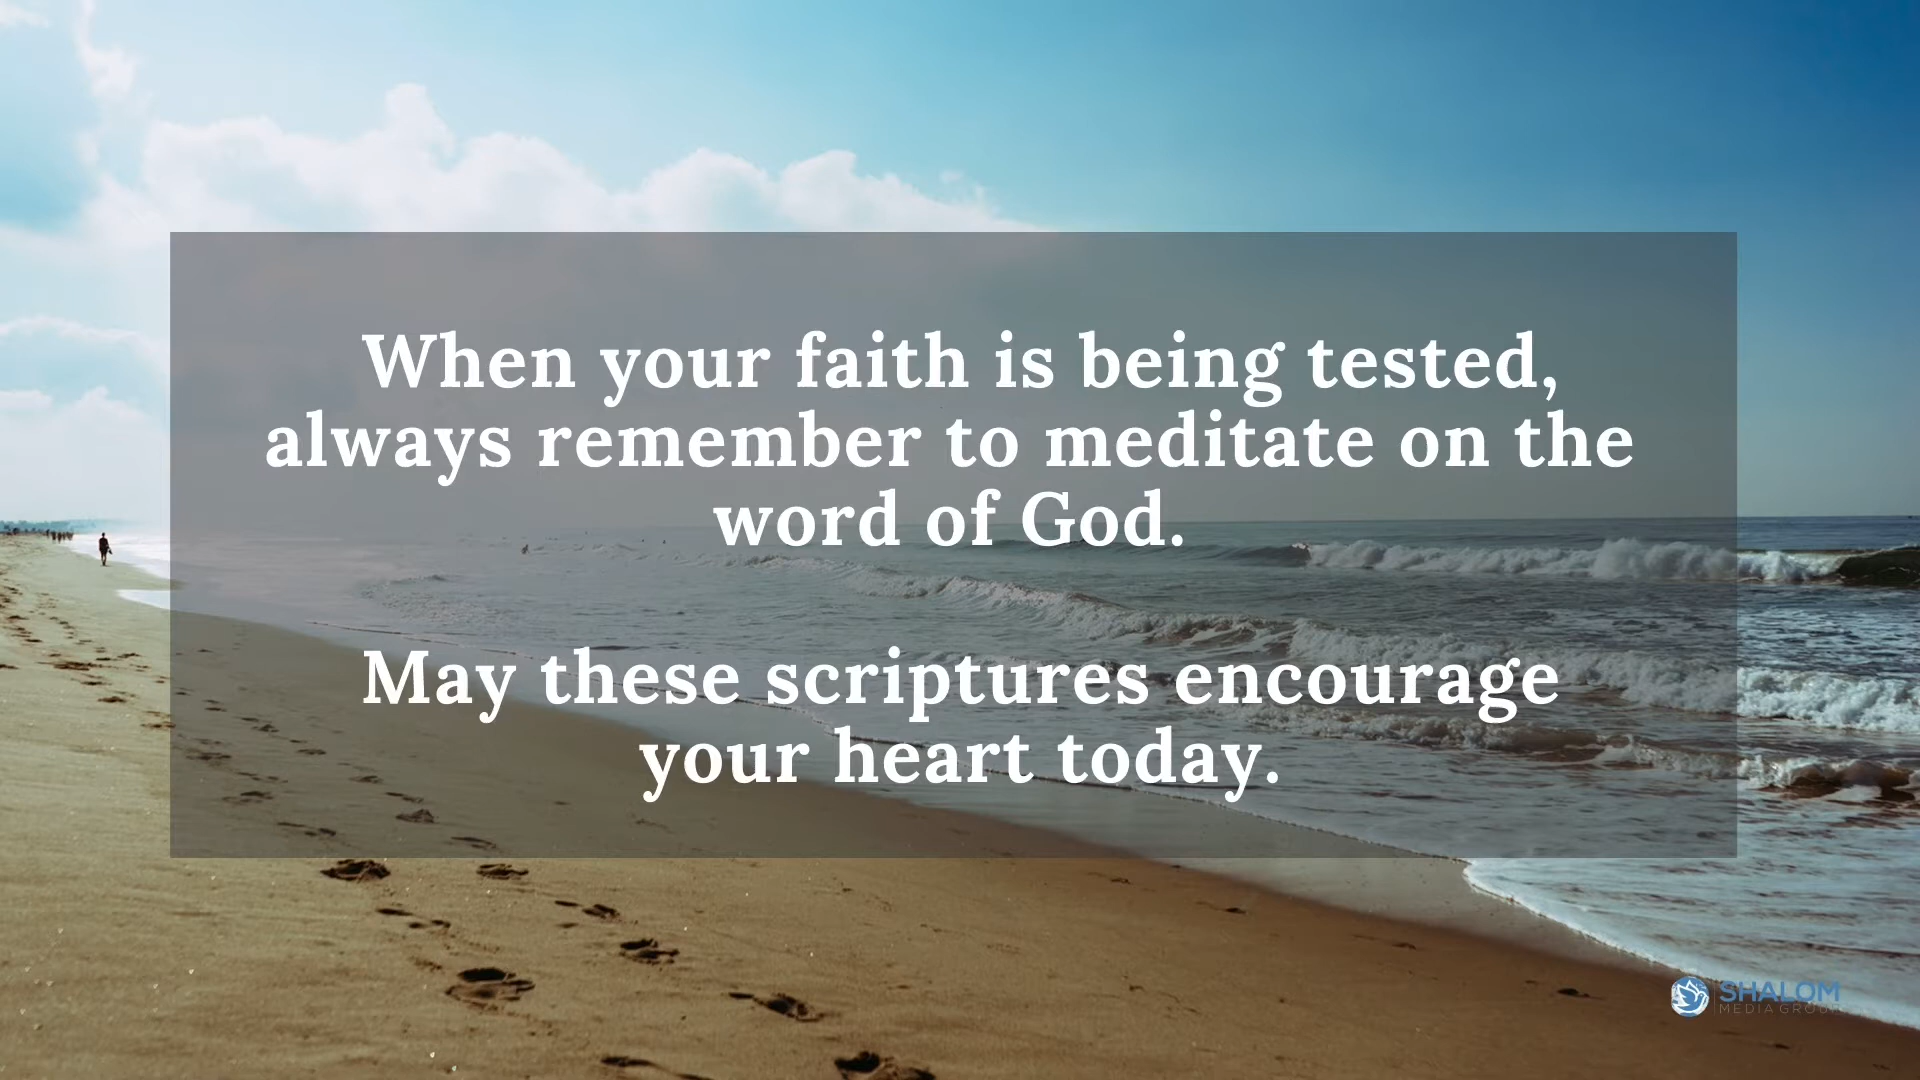 When your faith is being tested,
always remember to meditate on the
word of God.
May these scriptures encourage
your heart today.
SHALOM
MEDIA GROUP